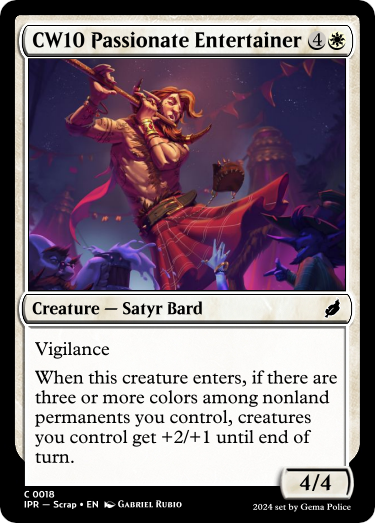 CW10 Passionate Entertainer 4
Creature — Satyr Bard
Vigilance
When this creature enters, if there are
three or more colors among nonland
permanents you control, creatures
you control get +2/+1 until end of
turn.
4/4
C 0018
IPR — Scrap • EN Gabriel Rubio
2024 set by Gema Police